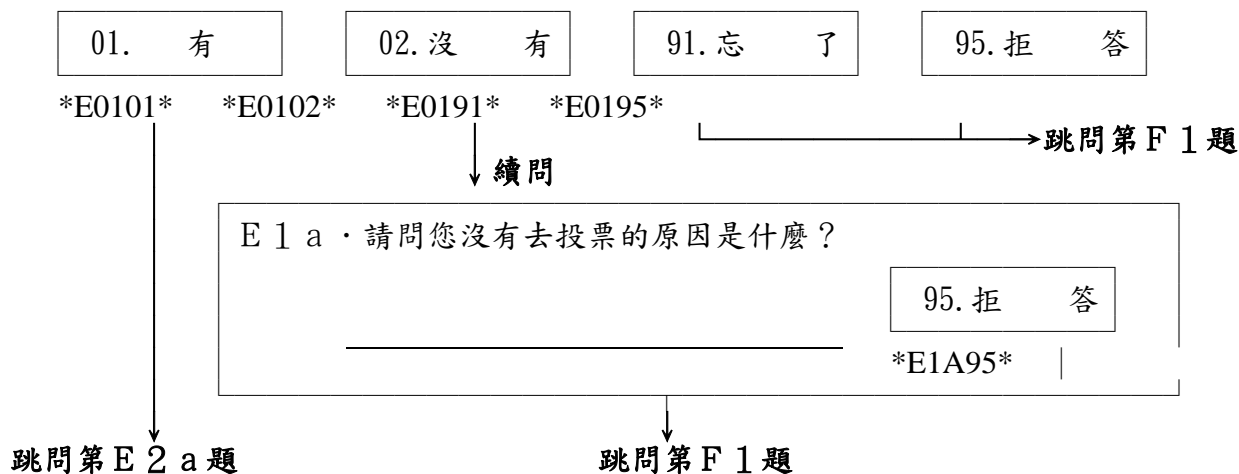 01. 有 02.沒 有 91.忘 了 95.拒 答
*E0101* *E0102* *E0191* *E0195*
跳問第F1題
續問
E1a．請問您沒有去投票的原因是什麼？
95.拒 答
*E1A95*
跳問第E2a題 跳問第F1題